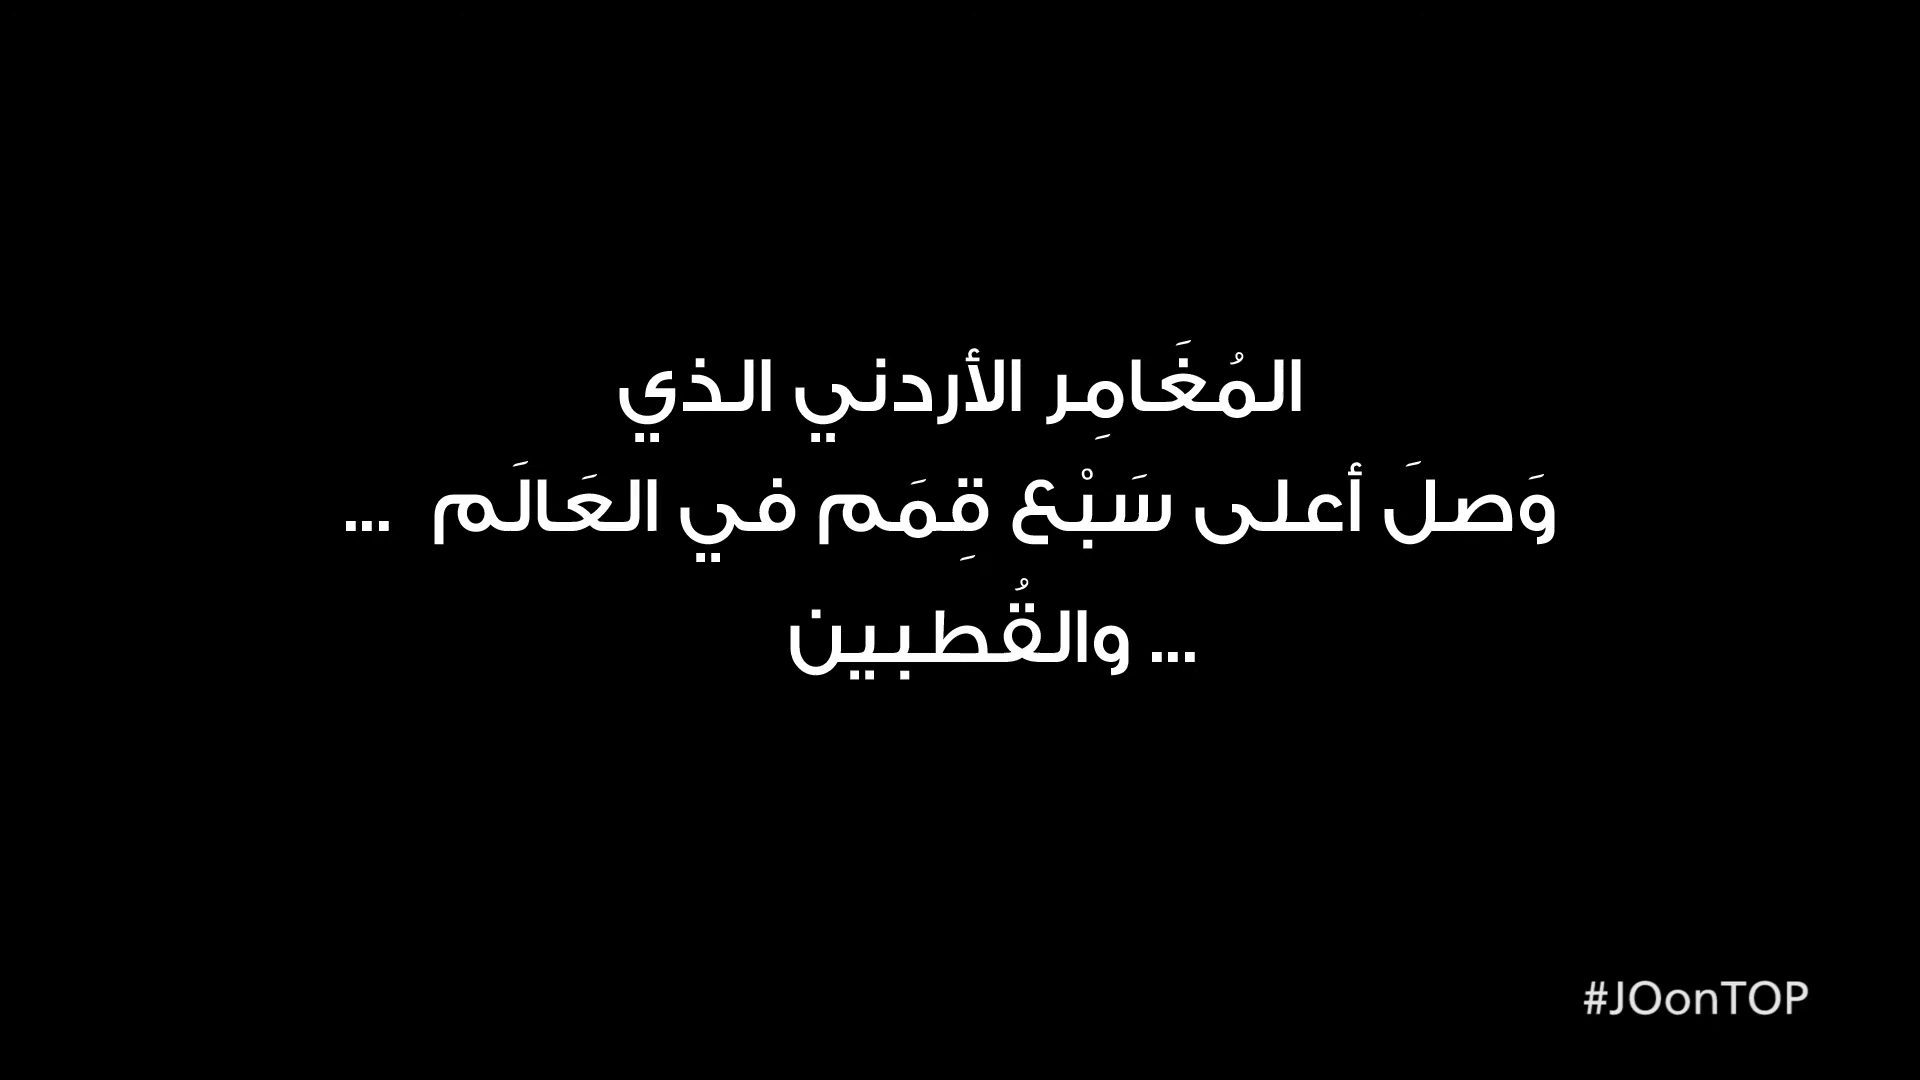 المُغَامِر الأردني الذي
وَصلَ أعلى سَبْع قِمَم في العَالَم ...
... والقُطبين
#JOonTOP